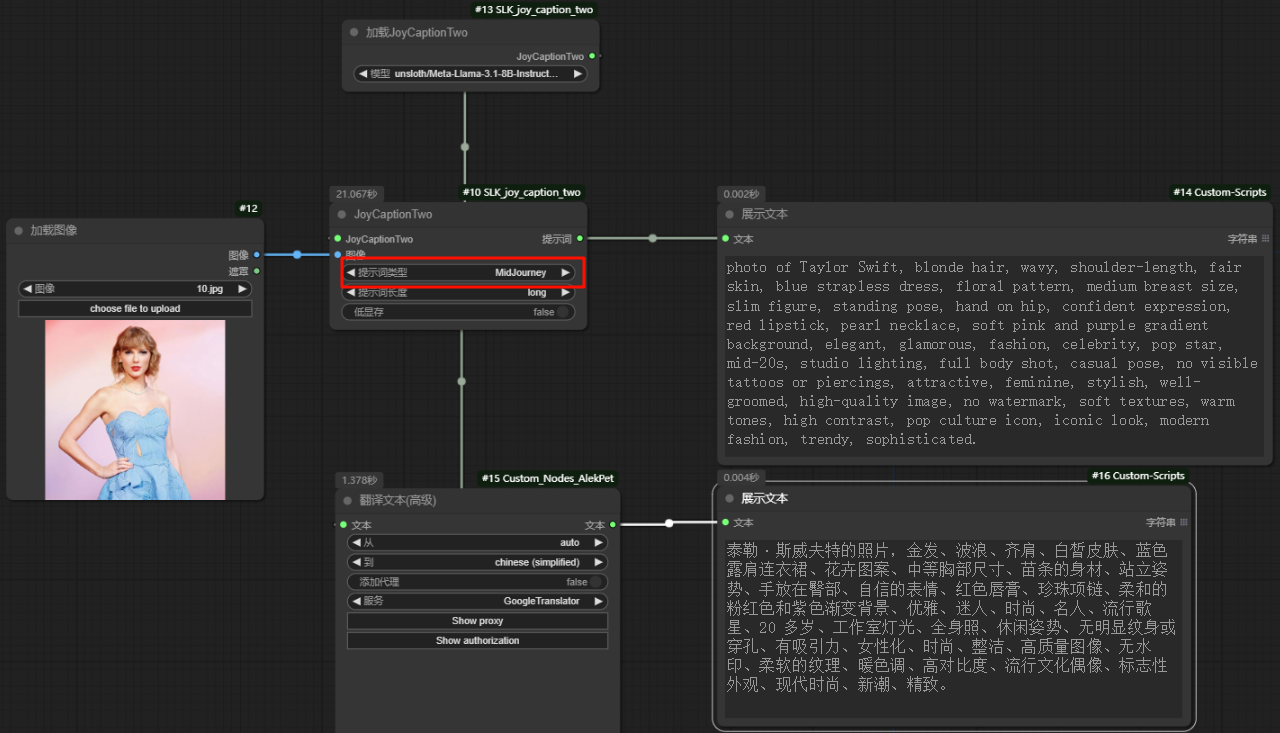 #13 SLK_joy_caption_two
加载JoyCaptionTwo
JoyCaptionTwo
模型 unsloth/Meta-Llama-3.1-8B-Instruct...
21.067秒
#10 SLK_joy_caption_two
JoyCaptionTwo
JoyCaptionTwo
提示词
图像
提示词类型 MidJourney
提示词长度 long
低显存 false
#12
加载图像
图像
遮罩
图像 10.jpg
choose file to upload
0.002秒
#14 Custom-Scripts
展示文本
文本
字符串
photo of Taylor Swift, blonde hair, wavy, shoulder-length, fair
skin, blue strapless dress, floral pattern, medium breast size,
slim figure, standing pose, hand on hip, confident expression,
red lipstick, pearl necklace, soft pink and purple gradient
background, elegant, glamorous, fashion, celebrity, pop star,
mid-20s, studio lighting, full body shot, casual pose, no visible
tattoos or piercings, attractive, feminine, stylish, well-
groomed, high-quality image, no watermark, soft textures, warm
tones, high contrast, pop culture icon, iconic look, modern
fashion, trendy, sophisticated.
1.378秒
#15 Custom_Nodes_AlekPet
翻译文本(高级)
文本
文本
从 auto
到 chinese (simplified)
添加代理 false
服务 GoogleTranslator
Show proxy
Show authorization
0.004秒
#16 Custom-Scripts
展示文本
文本
字符串
泰勒·斯威夫特的照片，金发、波浪、齐肩、白皙皮肤、蓝色
露肩连衣裙、花卉图案、中等胸部尺寸、苗条的身材、站立姿
势、手放在臀部、自信的表情、红色唇膏、珍珠项链、柔和的
粉红色和紫色渐变背景、优雅、迷人、时尚、名人、流行歌
星、20 多岁、工作室灯光、全身照、休闲姿势、无明显纹身或
穿孔、有吸引力、女性化、时尚、整洁、高质量图像、无水
印、柔软的纹理、暖色调、高对比度、流行文化偶像、标志性
外观、现代时尚、新潮、精致。